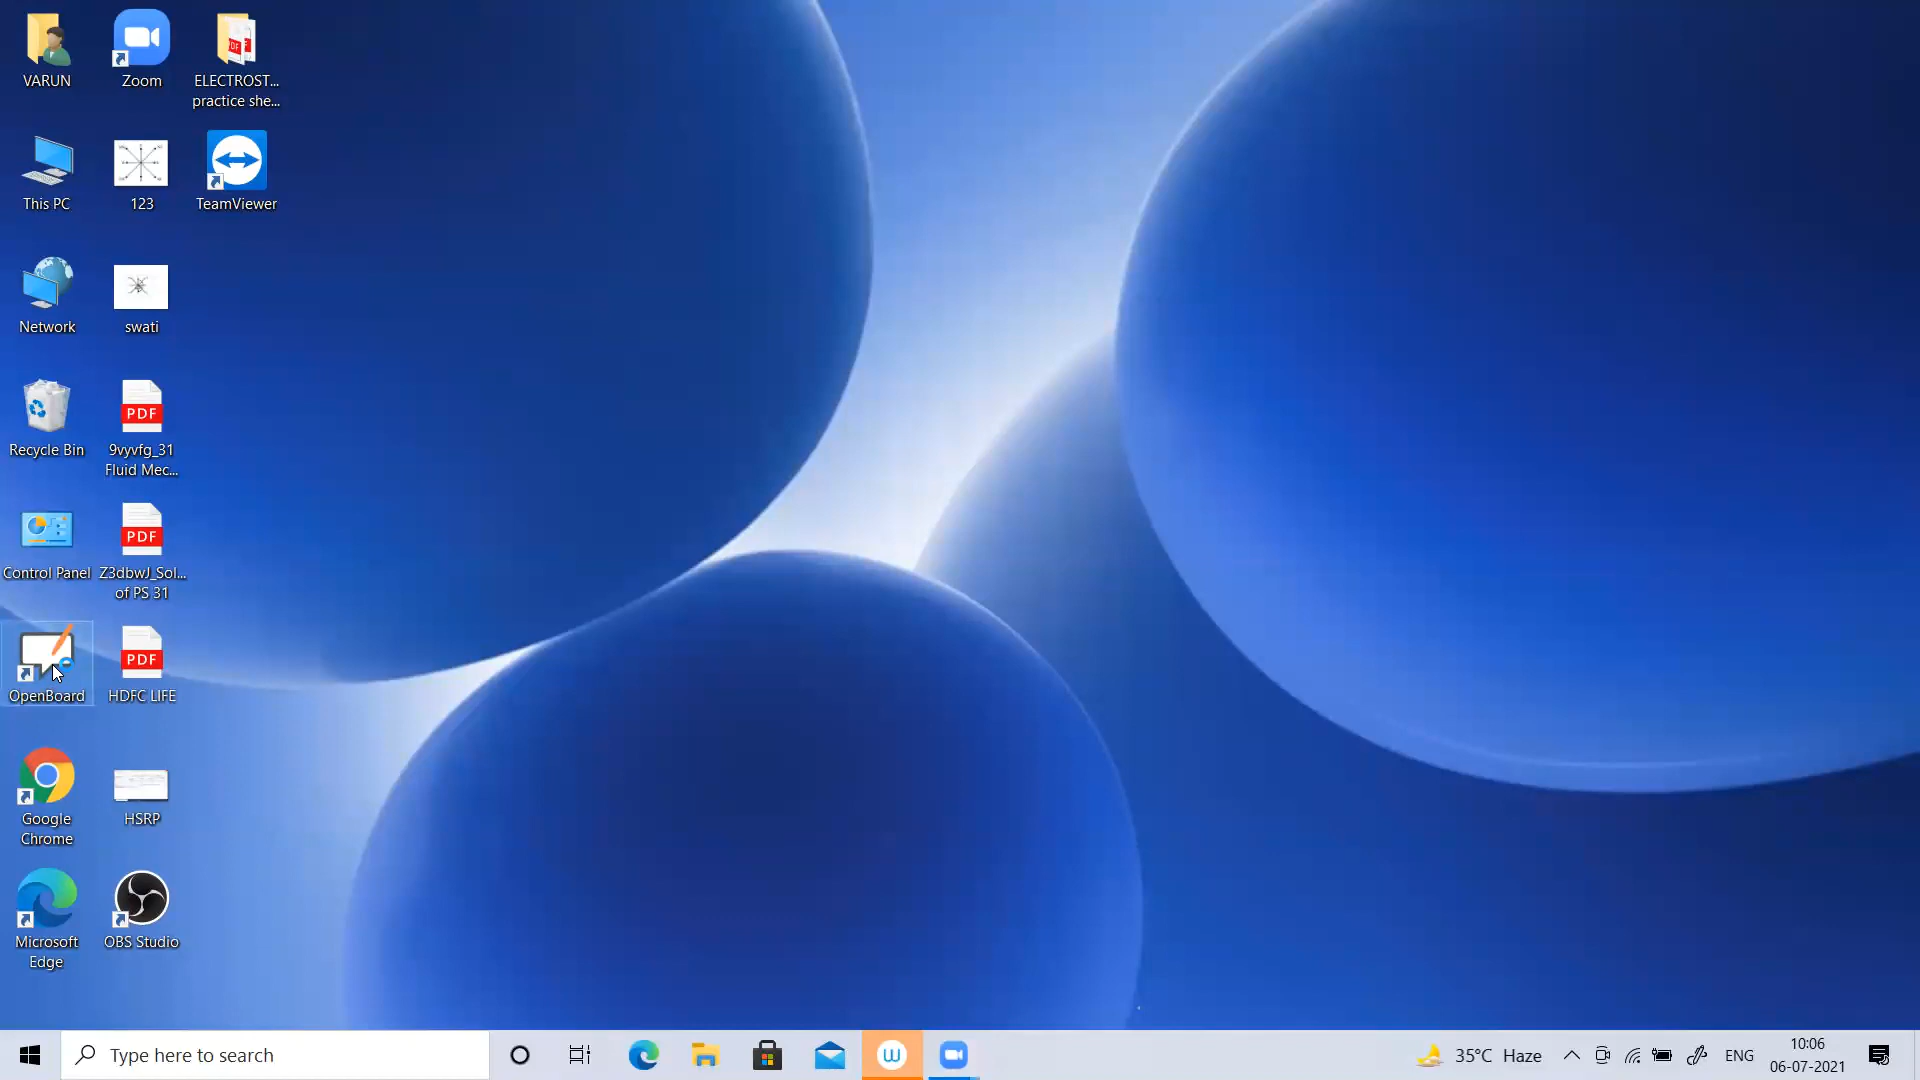 VARUN
Zoom
ELECTROST...
practice she...
This PC
123
TeamViewer
Network
swati
Recycle Bin
PDF
9vyvfg_31
Fluid Mec...
Control Panel
PDF
Z3dbwJ_Sol...
of PS 31
OpenBoard
PDF
HDFC LIFE
Google
Chrome
HSRP
Microsoft
Edge
OBS Studio
Type here to search
35°C Haze
ENG
10:06
06-07-2021